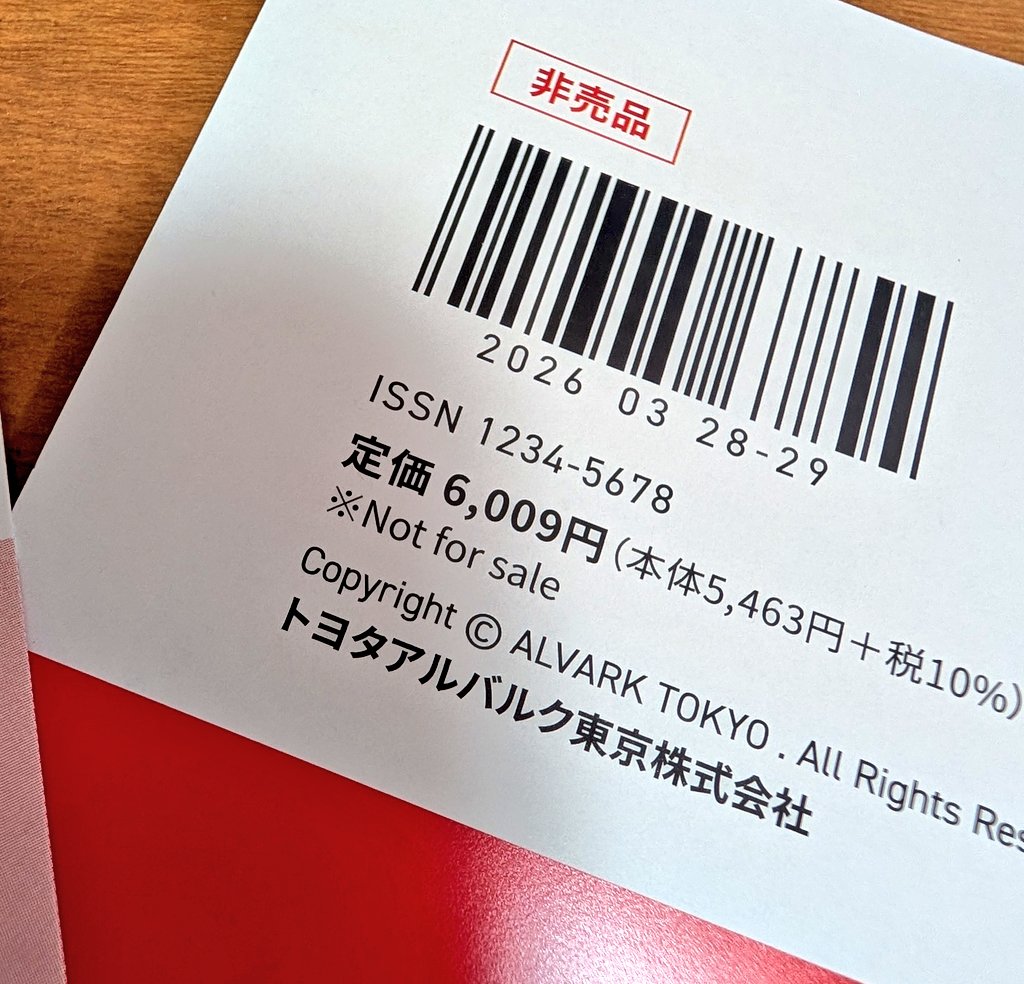 非売品
2026 03 28-29
ISSN 1234-5678
定価 6,009円（本体5,463円＋税10%）
※Not for sale
Copyright © ALVARK TOKYO . All Rights Res
トヨタアルバルク東京株式会社